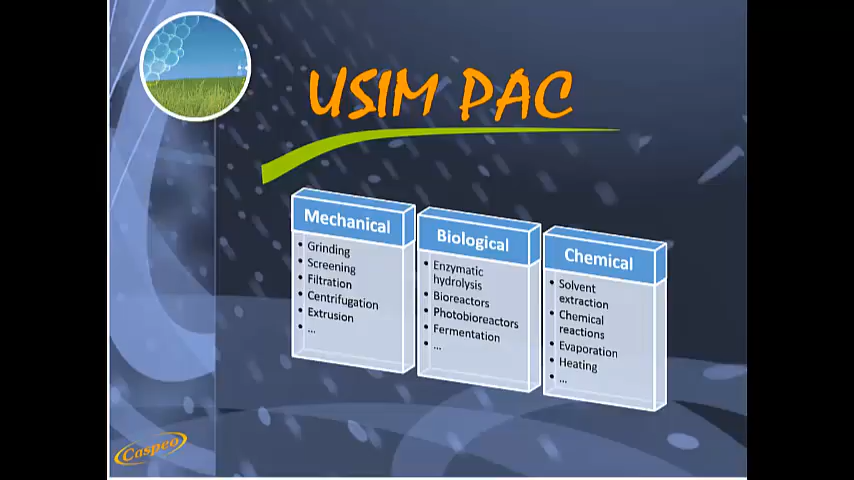 USIM PAC
Mechanical
• Grinding
• Screening
• Filtration
• Centrifugation
• Extrusion
• ...
Biological
• Enzymatic
hydrolysis
• Bioreactors
• Photobioreactors
• Fermentation
• ...
Chemical
• Solvent
extraction
• Chemical
reactions
• Evaporation
• Heating
• ...
Caspeo